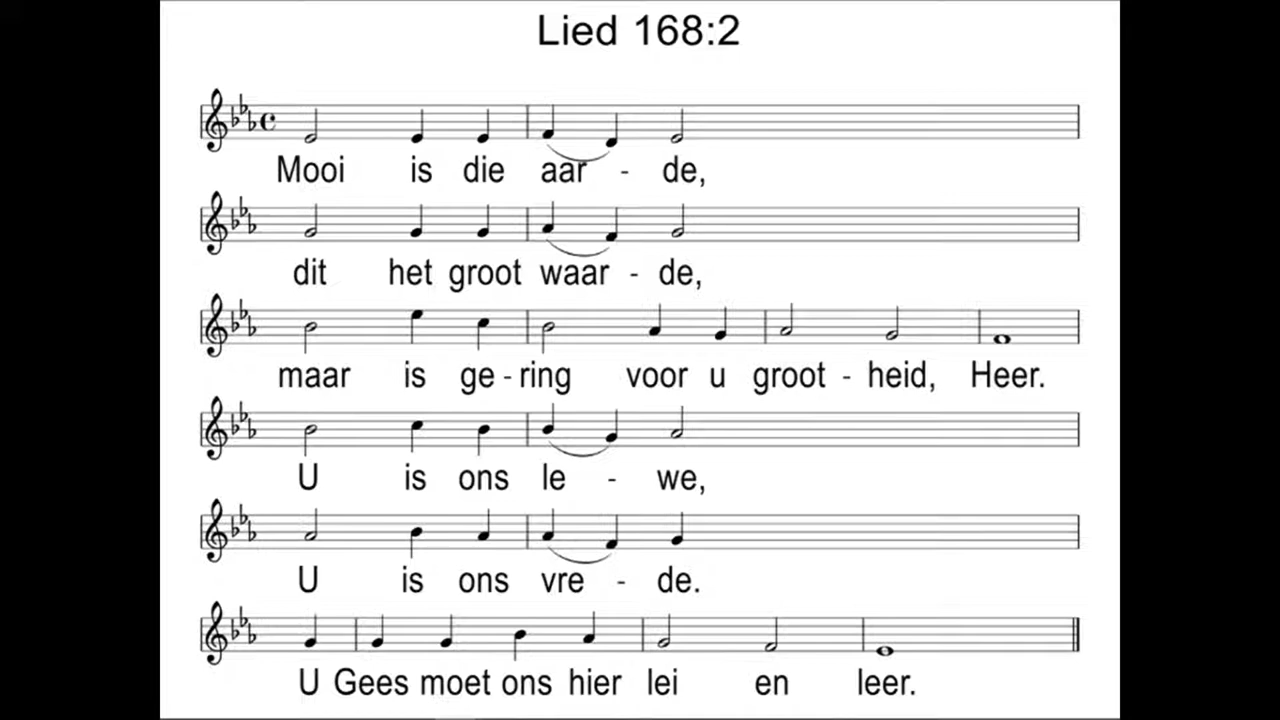 Lied 168:2
Mooi is die aar - de,
dit het groot waar - de,
maar is ge - ring voor u groot - heid, Heer.
U is ons le - we,
U is ons vre - de.
U Gees moet ons hier lei en leer.